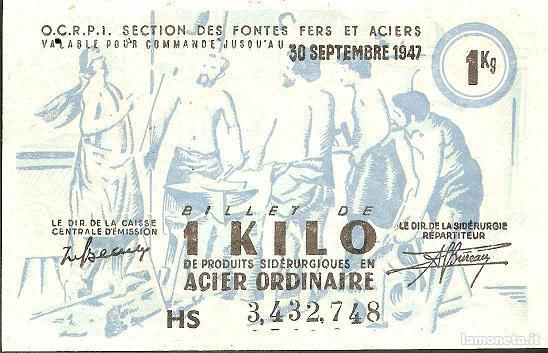 O.C.R.P.I. SECTION DES FONTES FERS ET ACIERS
VALABLE POUR COMMANDE JUSQU'AU 30 SEPTEMBRE 1947
1 Kg
BILLET DE
1 KILO
DE PRODUITS SIDÉRURGIQUES EN
ACIER ORDINAIRE
LE DIR. DE LA CAISSE
CENTRALE D'ÉMISSION
LE DIR. DE LA SIDÉRURGIE
RÉPARTITEUR
HS 3,432,748
lamoneta.it